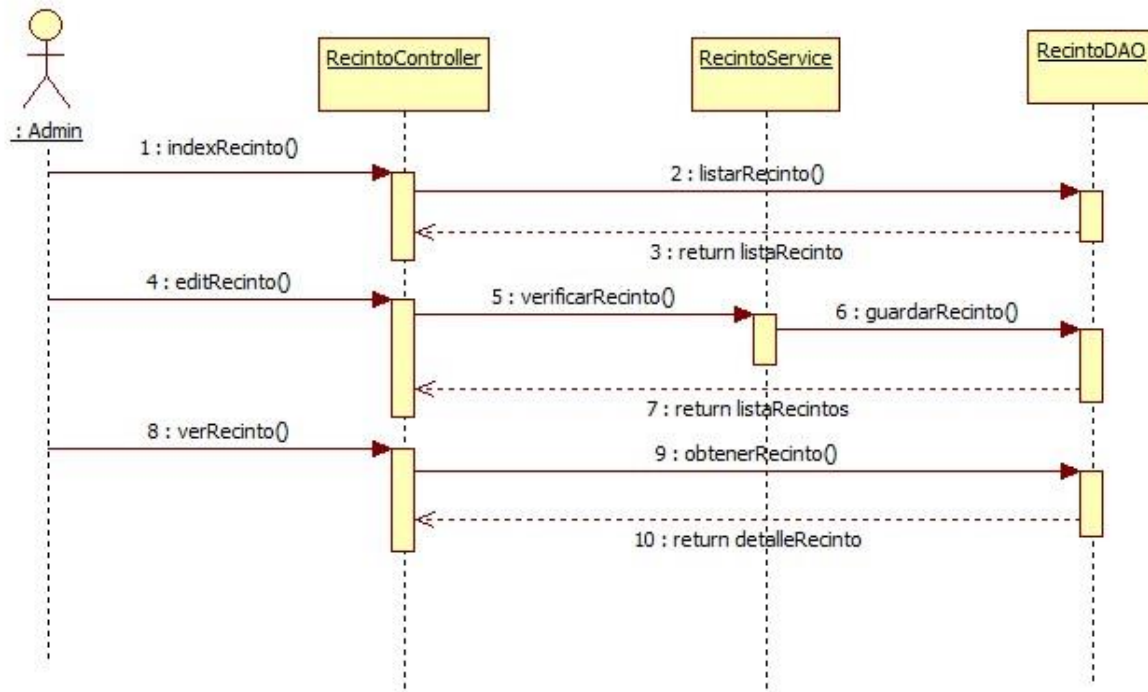 RecintoController
RecintoService
RecintoDAO
: Admin
1 : indexRecinto()
2 : listarRecinto()
3 : return listaRecinto
4 : editRecinto()
5 : verificarRecinto()
6 : guardarRecinto()
7 : return listaRecintos
8 : verRecinto()
9 : obtenerRecinto()
10 : return detalleRecinto